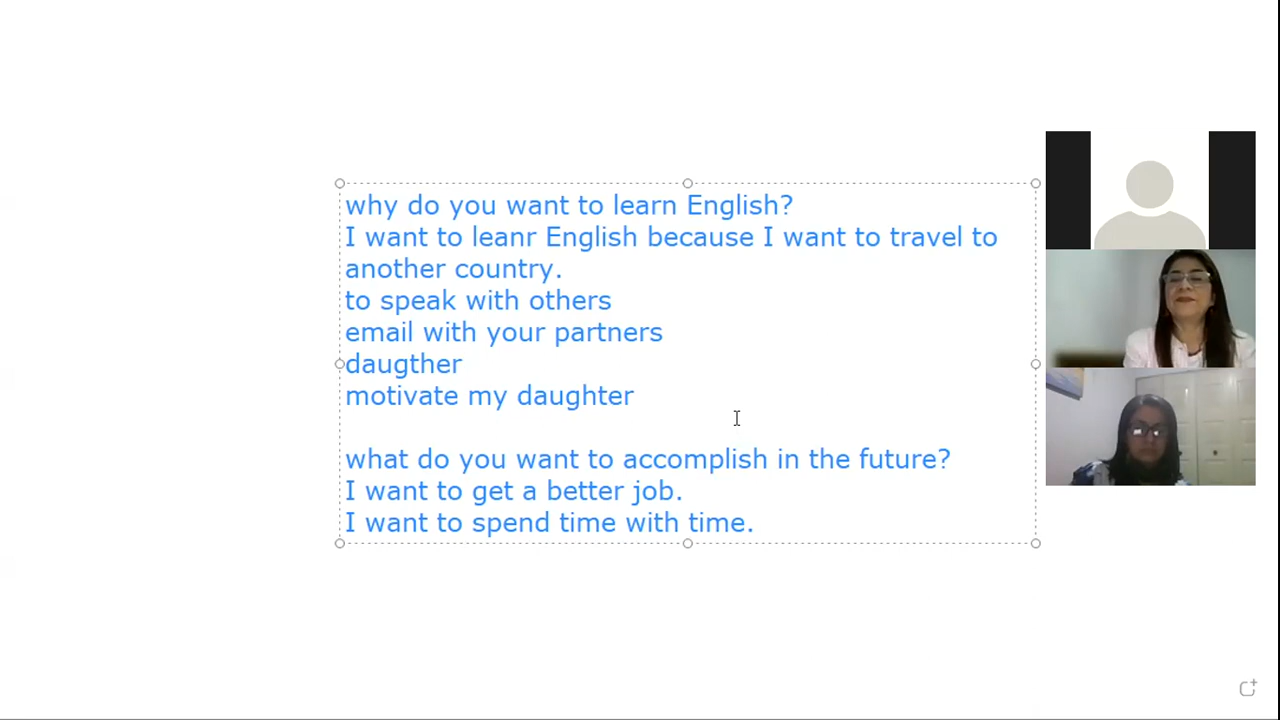 why do you want to learn English?
I want to leanr English because I want to travel to
another country.
to speak with others
email with your partners
daugther
motivate my daughter
what do you want to accomplish in the future?
I want to get a better job.
I want to spend time with time.